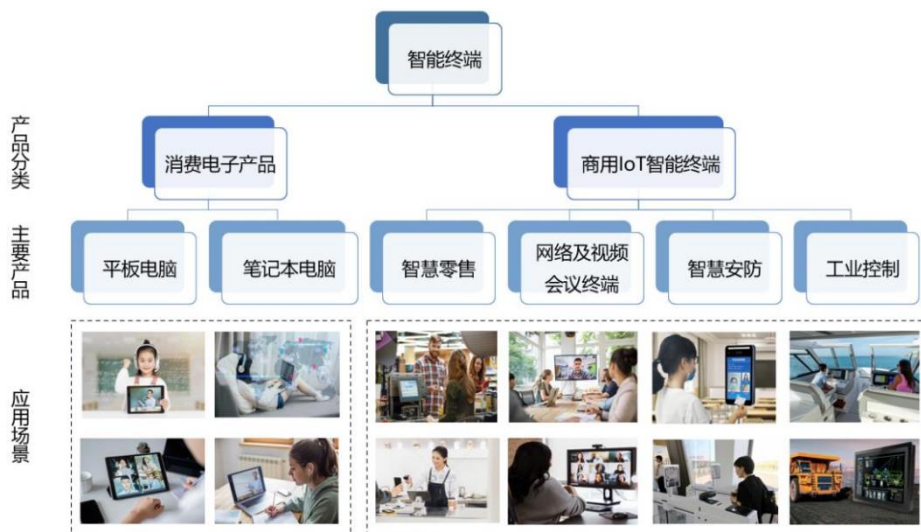 智能终端
产品分类
消费电子产品
商用IoT智能终端
主要产品
平板电脑
笔记本电脑
智慧零售
网络及视频
会议终端
智慧安防
工业控制
应用场景